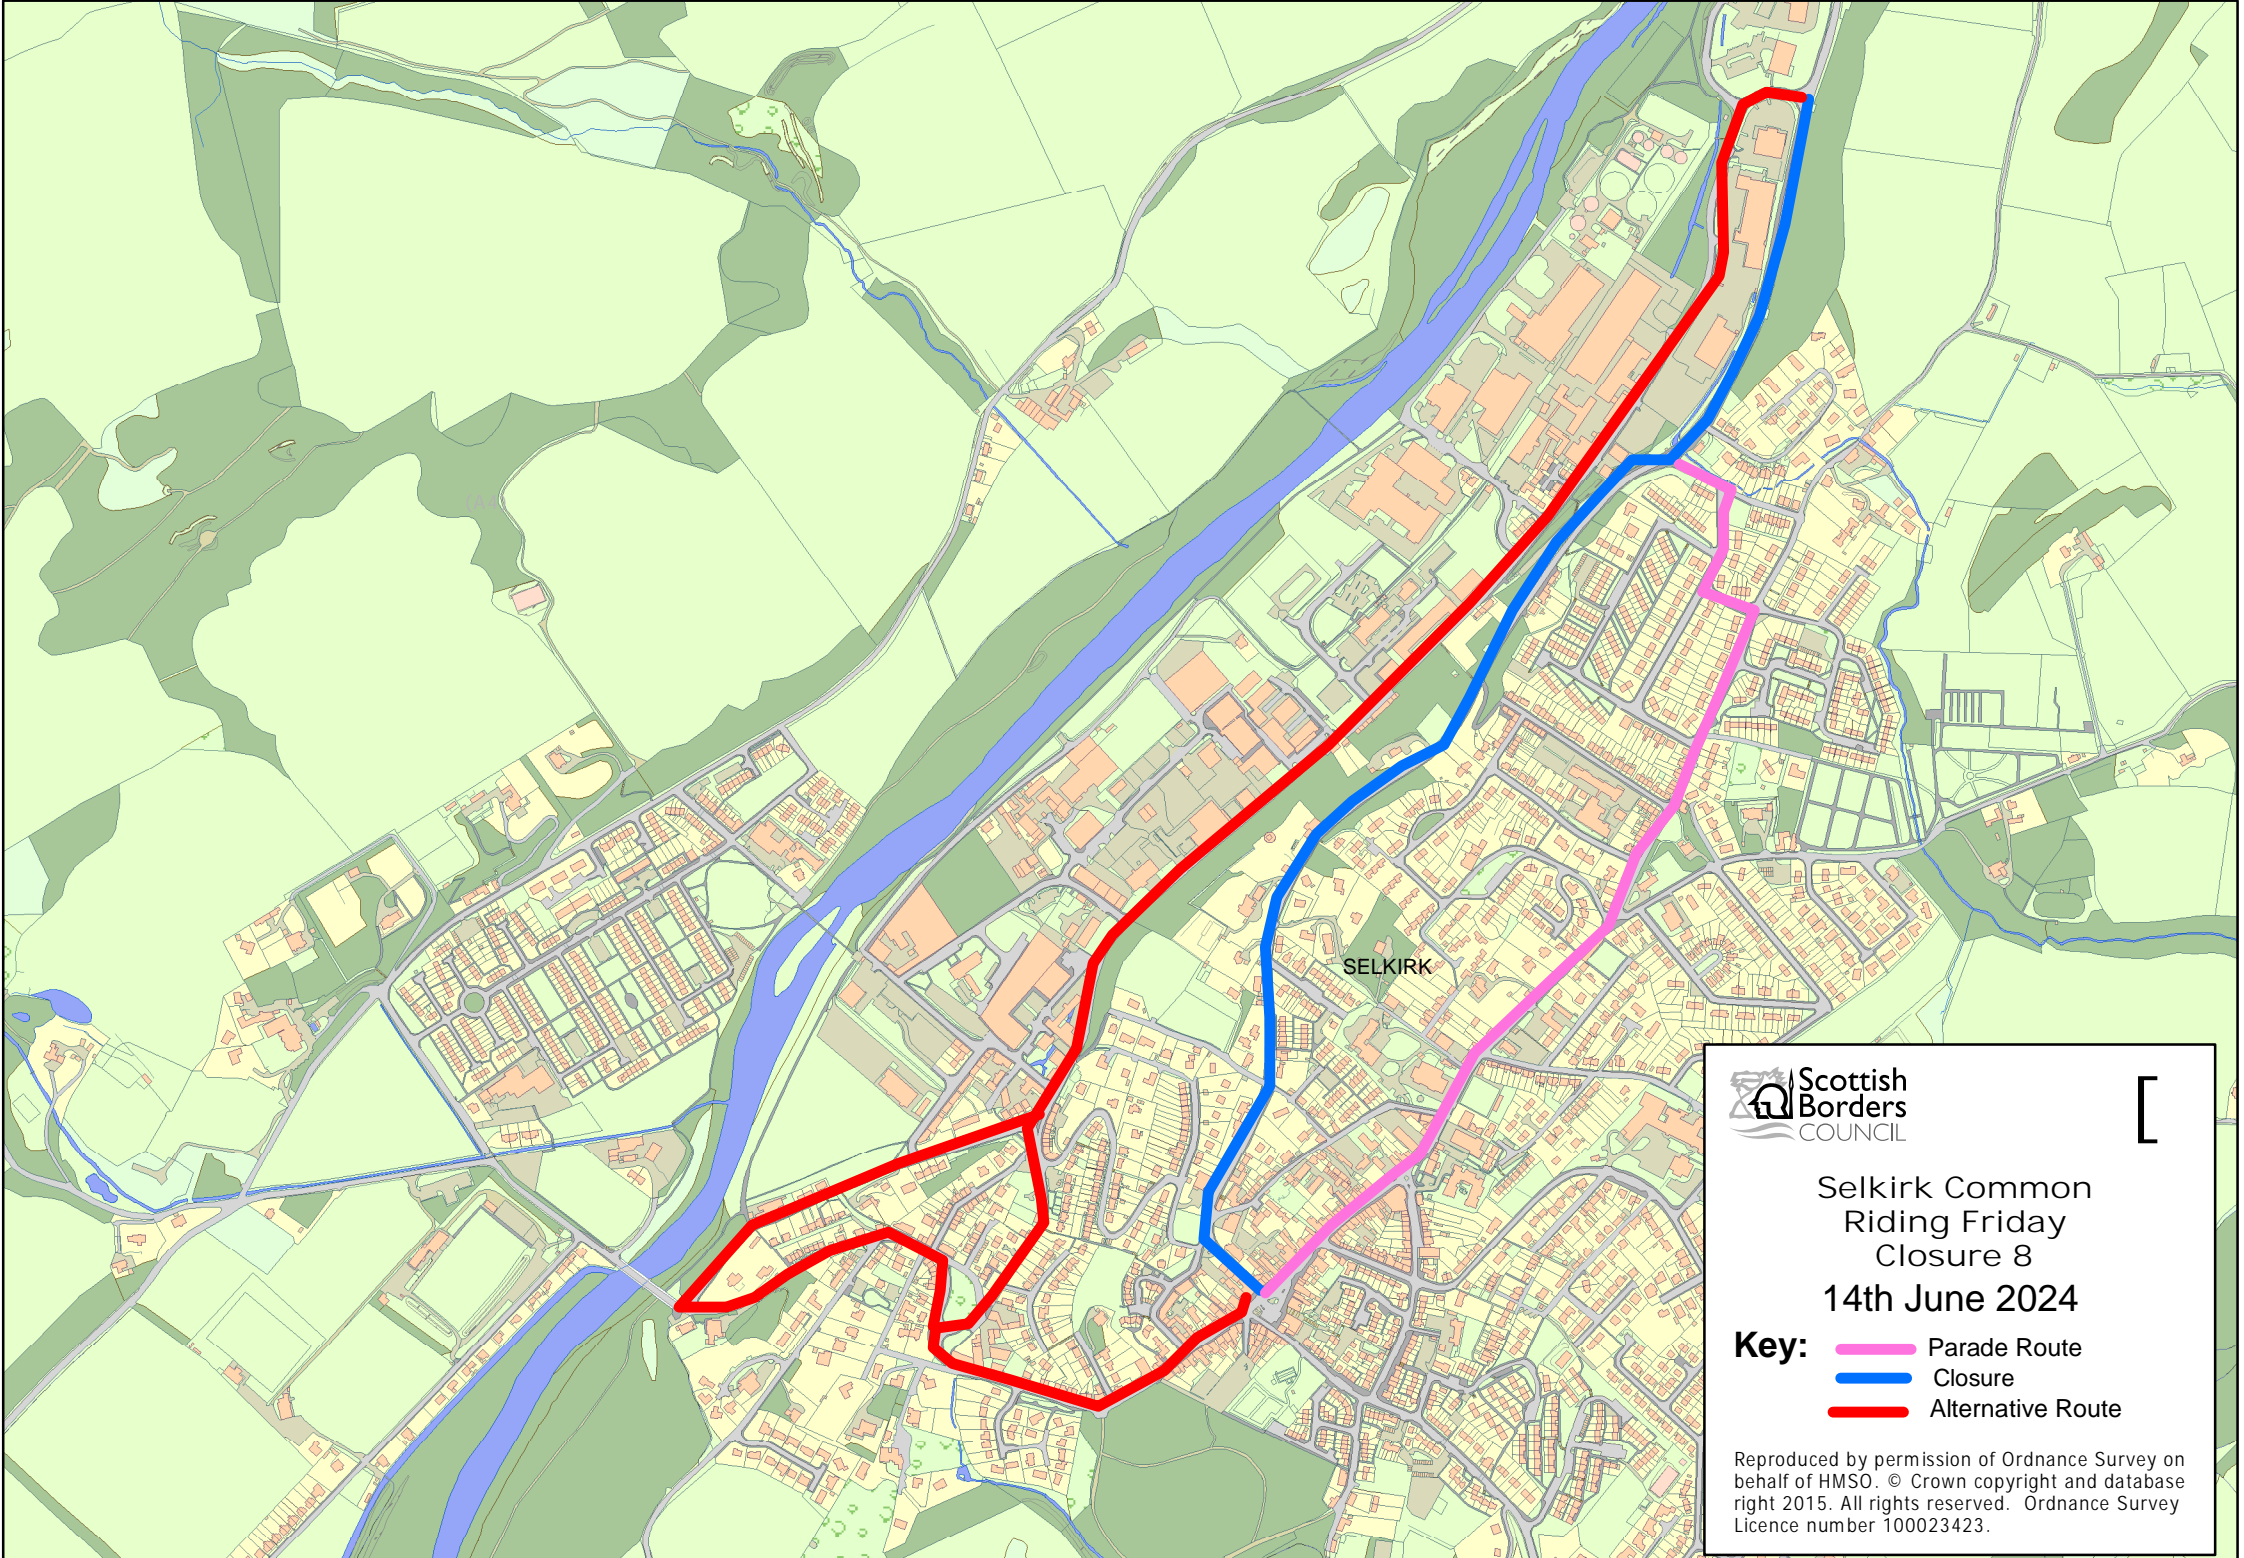 SELKIRK
Scottish
Borders
COUNCIL
[
Selkirk Common
Riding Friday
Closure 8
14th June 2024
Key:
Parade Route
Closure
Alternative Route
Reproduced by permission of Ordnance Survey on
behalf of HMSO. © Crown copyright and database
right 2015. All rights reserved. Ordnance Survey
Licence number 100023423.